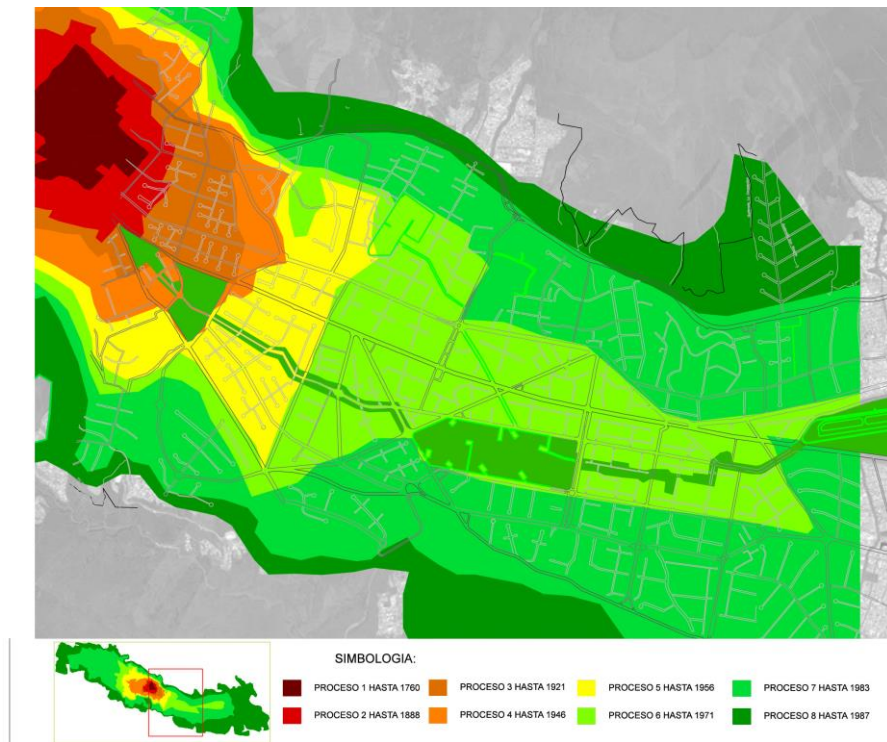 SIMBOLOGIA:
PROCESO 1 HASTA 1760
PROCESO 3 HASTA 1921
PROCESO 5 HASTA 1956
PROCESO 7 HASTA 1983
PROCESO 2 HASTA 1888
PROCESO 4 HASTA 1946
PROCESO 6 HASTA 1971
PROCESO 8 HASTA 1987